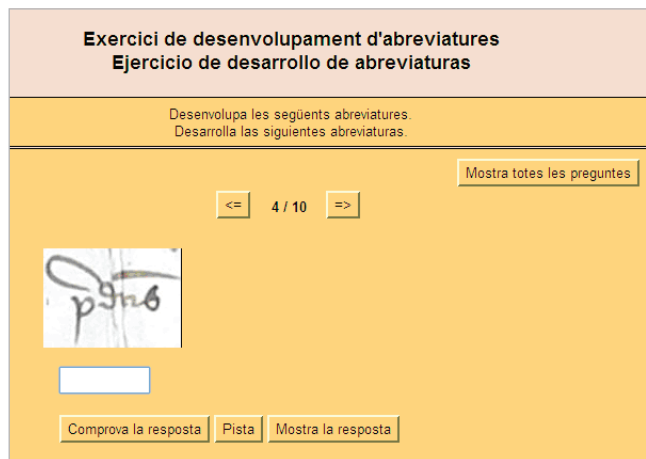 Exercici de desenvolupament d'abreviatures
Ejercicio de desarrollo de abreviaturas
Desenvolupa les següents abreviatures.
Desarrolla las siguientes abreviaturas.
Mostra totes les preguntes
<= 4 / 10 =>
Comprova la resposta Pista Mostra la resposta